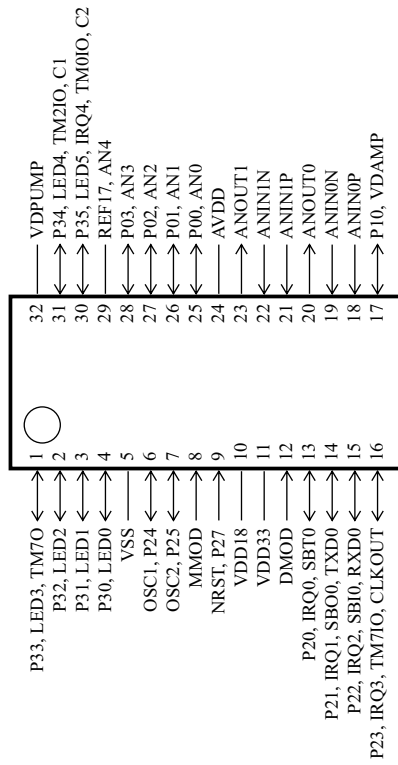 P33, LED3, TM7O 1 32 VDPUMP
P32, LED2 2 31 P34, LED4, TM2IO, C1
P31, LED1 3 30 P35, LED5, IRQ4, TM0IO, C2
P30, LED0 4 29 REF17, AN4
VSS 5 28 P03, AN3
OSC1, P24 6 27 P02, AN2
OSC2, P25 7 26 P01, AN1
MMOD 8 25 P00, AN0
NRST, P27 9 24 AVDD
VDD18 10 23 ANOUT1
VDD33 11 22 ANIN1N
DMOD 12 21 ANIN1P
P20, IRQ0, SBT0 13 20 ANOUT0
P21, IRQ1, SBO0, TXD0 14 19 ANIN0N
P22, IRQ2, SBI0, RXD0 15 18 ANIN0P
P23, IRQ3, TM7IO, CLKOUT 16 17 P10, VDAMP